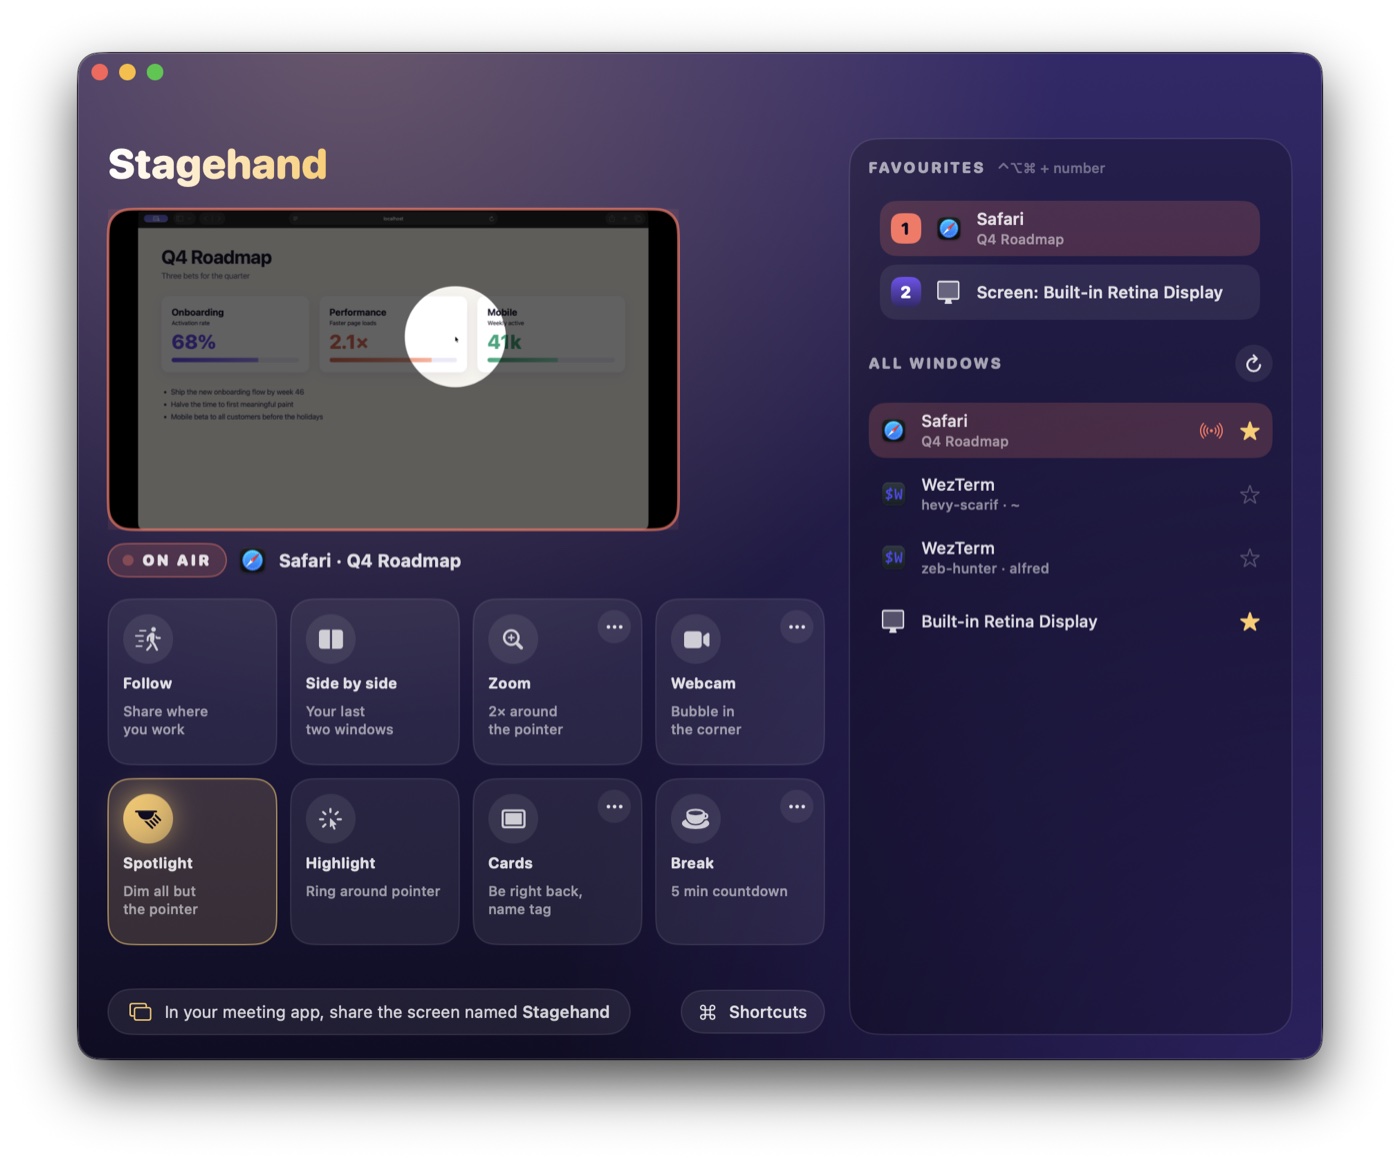 Stagehand
localhost
Q4 Roadmap
Three bets for the quarter
Onboarding
Activation rate
68%
Performance
Faster page loads
2.1×
Mobile
Weekly active
41k
Ship the new onboarding flow by week 46
Halve the time to first meaningful paint
Mobile beta to all customers before the holidays
ON AIR
Safari · Q4 Roadmap
Follow
Share where
you work
Side by side
Your last
two windows
Zoom
2× around
the pointer
Webcam
Bubble in
the corner
Spotlight
Dim all but
the pointer
Highlight
Ring around pointer
Cards
Be right back,
name tag
Break
5 min countdown
In your meeting app, share the screen named Stagehand
⌘ Shortcuts
FAVOURITES ^⌥⌘ + number
1
Safari
Q4 Roadmap
2
Screen: Built-in Retina Display
ALL WINDOWS
Safari
Q4 Roadmap
$W
WezTerm
hevy-scarif · ~
$W
WezTerm
zeb-hunter · alfred
Built-in Retina Display